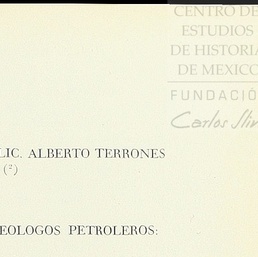 CENTRO DE
ESTUDIOS
DE HISTORIA
DE MEXICO
FUNDACIÓ
Carlos Slim
LIC. ALBERTO TERRONES
(2)
EOLOGOS PETROLEROS: